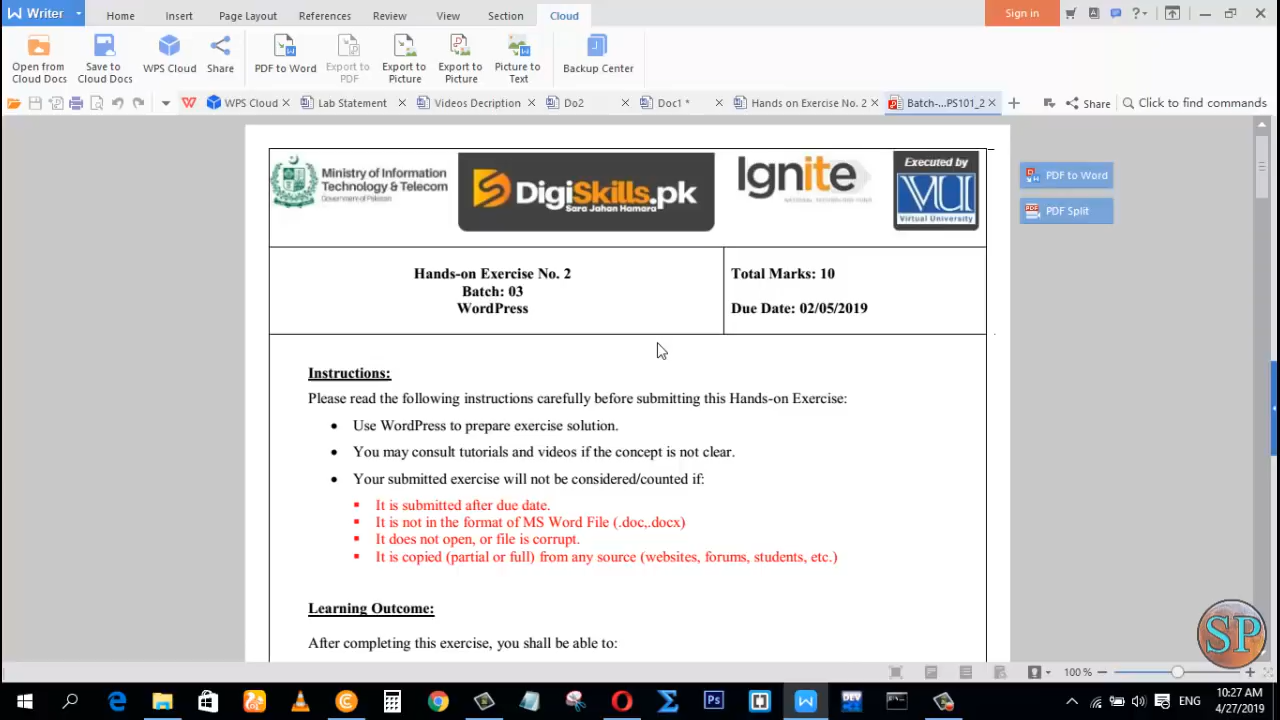 Writer
Home Insert Page Layout References Review View Section Cloud
Sign in
Open from Cloud Docs
Save to Cloud Docs
WPS Cloud
Share
PDF to Word
Export to PDF
Export to Picture
Export to Picture
Picture to Text
Backup Center
WPS Cloud
Lab Statement
Videos Decription
Do2
Doc1 *
Hands on Exercise No. 2
Batch-...PS101_2
Share
Click to find commands
Ministry of Information
Technology & Telecom
Government of Pakistan
DigiSkills.pk
Sara Jahan Hamara
Ignite
Executed by
VU
Virtual University
PDF to Word
PDF Split
Hands-on Exercise No. 2
Batch: 03
WordPress
Total Marks: 10
Due Date: 02/05/2019
Instructions:
Please read the following instructions carefully before submitting this Hands-on Exercise:
Use WordPress to prepare exercise solution.
You may consult tutorials and videos if the concept is not clear.
Your submitted exercise will not be considered/counted if:
It is submitted after due date.
It is not in the format of MS Word File (.doc,.docx)
It does not open, or file is corrupt.
It is copied (partial or full) from any source (websites, forums, students, etc.)
Learning Outcome:
After completing this exercise, you shall be able to:
SP
100 %
Ps
DEV
ENG
10:27 AM
4/27/2019